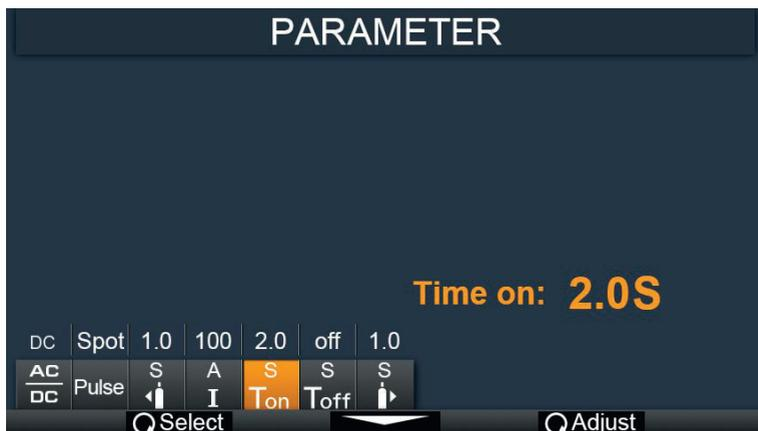 PARAMETER
Time on: 2.0S
DC Spot 1.0 100 2.0 off 1.0
AC DC Pulse S A I S Ton S Toff S
Select Adjust